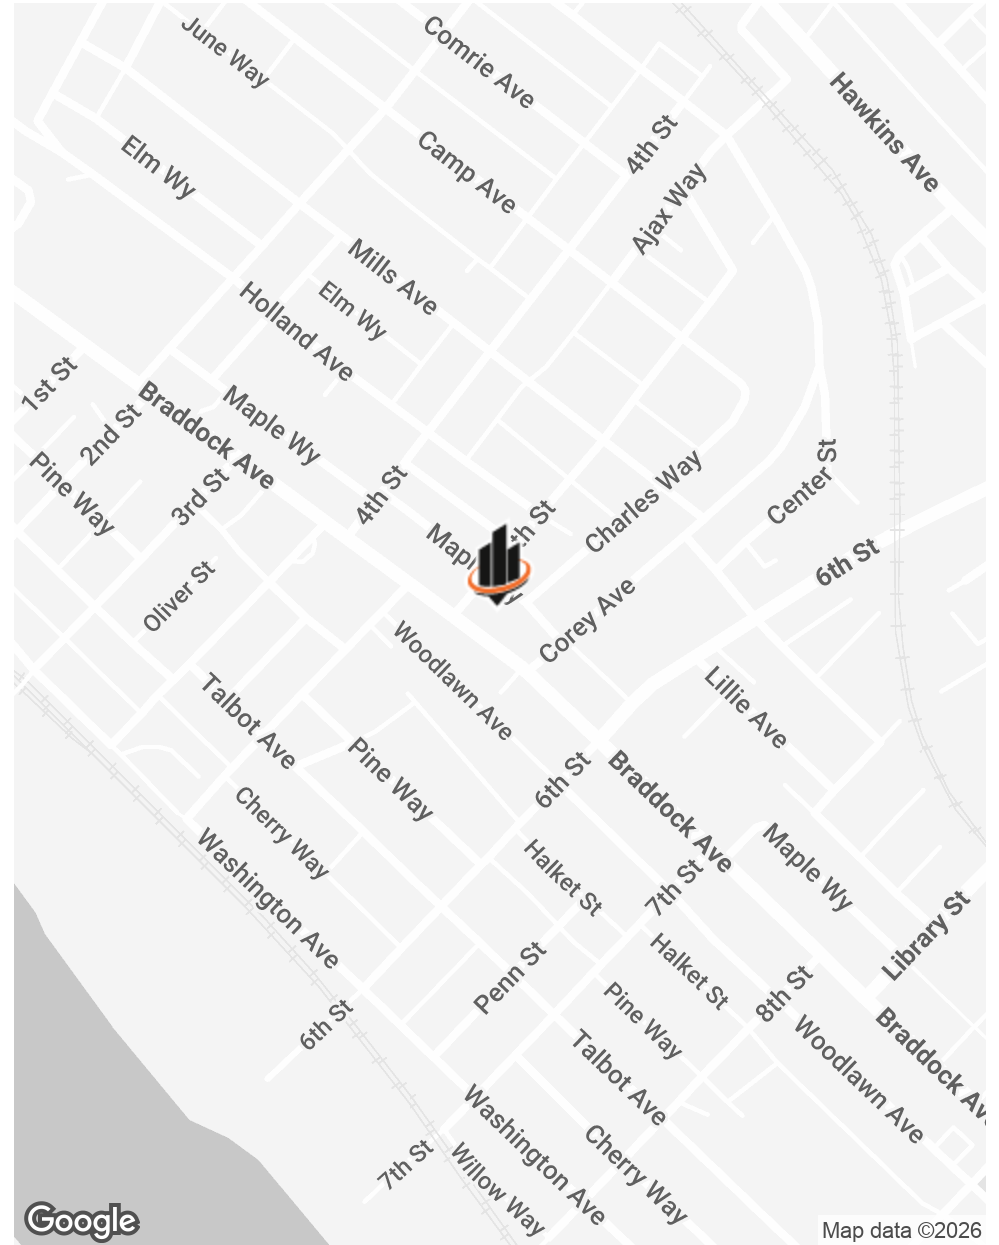 June Way
Comrie Ave
Hawkins Ave
4th St
Elm Wy
Camp Ave
Ajax Way
Mills Ave
Elm Wy
Holland Ave
1st St
Braddock Ave
Maple Wy
2nd St
Pine Way
3rd St
4th St
Charles Way
Center St
th St
Mapl
y
6th St
Oliver St
Corey Ave
Woodlawn Ave
Lillie Ave
Talbot Ave
Pine Way
6th St
Braddock Ave
Cherry Way
Maple Wy
Washington Ave
Halket St
7th St
Library St
Penn St
Halket St
8th St
6th St
Pine Way
Talbot Ave
Woodlawn Ave
Braddock Ave
Washington Ave
Cherry Way
7th St
Willow Way
Google
Map data ©2026